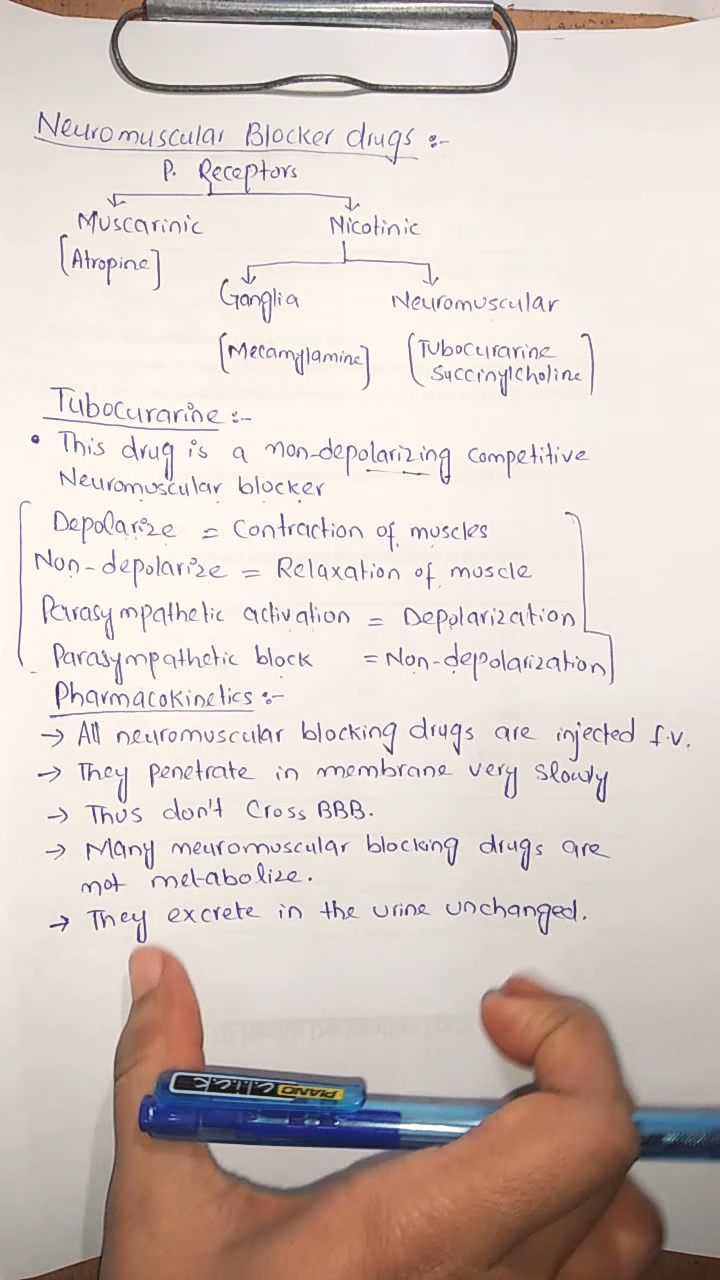 Neuromuscular Blocker drugs :-
P. Receptors
Muscarinic Nicotinic
[Atropine]
Ganglia Neuromuscular
[Mecamylamine] [Tubocurarine
Succinylcholine]
Tubocurarine :-
• This drug is a non-depolarizing competitive
Neuromuscular blocker
Depolarize = Contraction of muscles
Non-depolarize = Relaxation of muscle
Parasympathetic activation = Depolarization
Parasympathetic block = Non-depolarization
Pharmacokinetics :-
→ All neuromuscular blocking drugs are injected I.V.
→ They penetrate in membrane very slowly
→ Thus don't Cross BBB.
→ Many neuromuscular blocking drugs are
not metabolize.
→ They excrete in the urine unchanged.
PIANO click